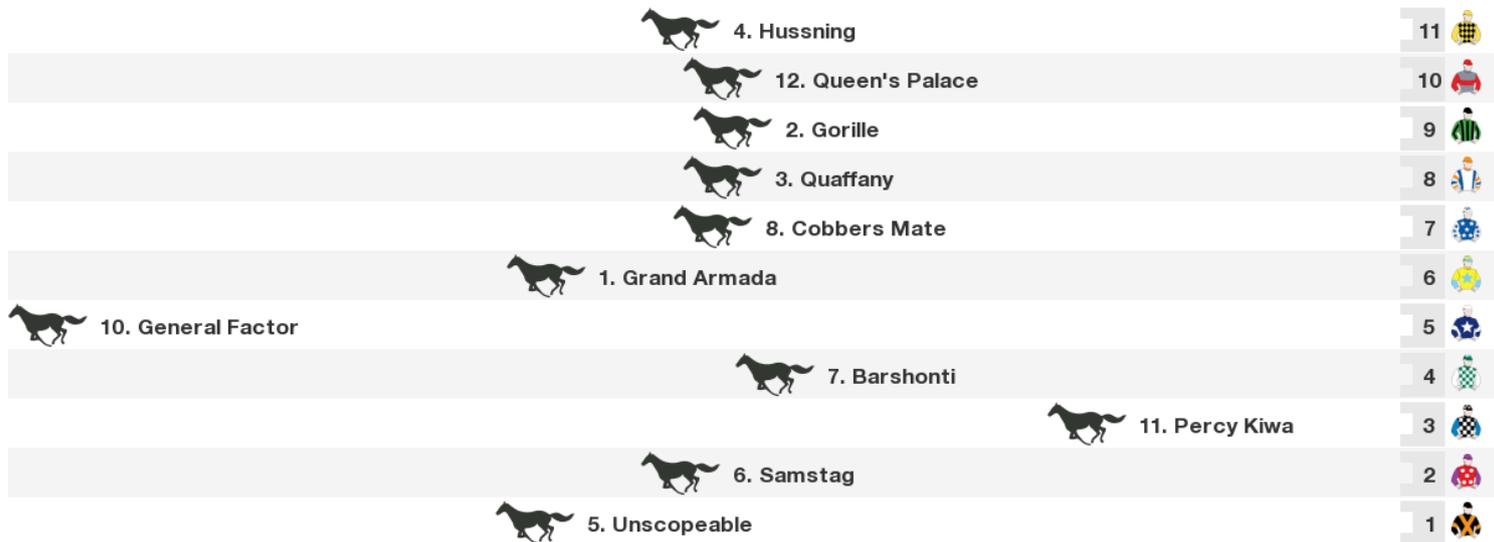 4. Hussning 11
12. Queen's Palace 10
2. Gorille 9
3. Quaffany 8
8. Cobbers Mate 7
1. Grand Armada 6
10. General Factor 5
7. Barshonti 4
11. Percy Kiwa 3
6. Samstag 2
5. Unscopeable 1